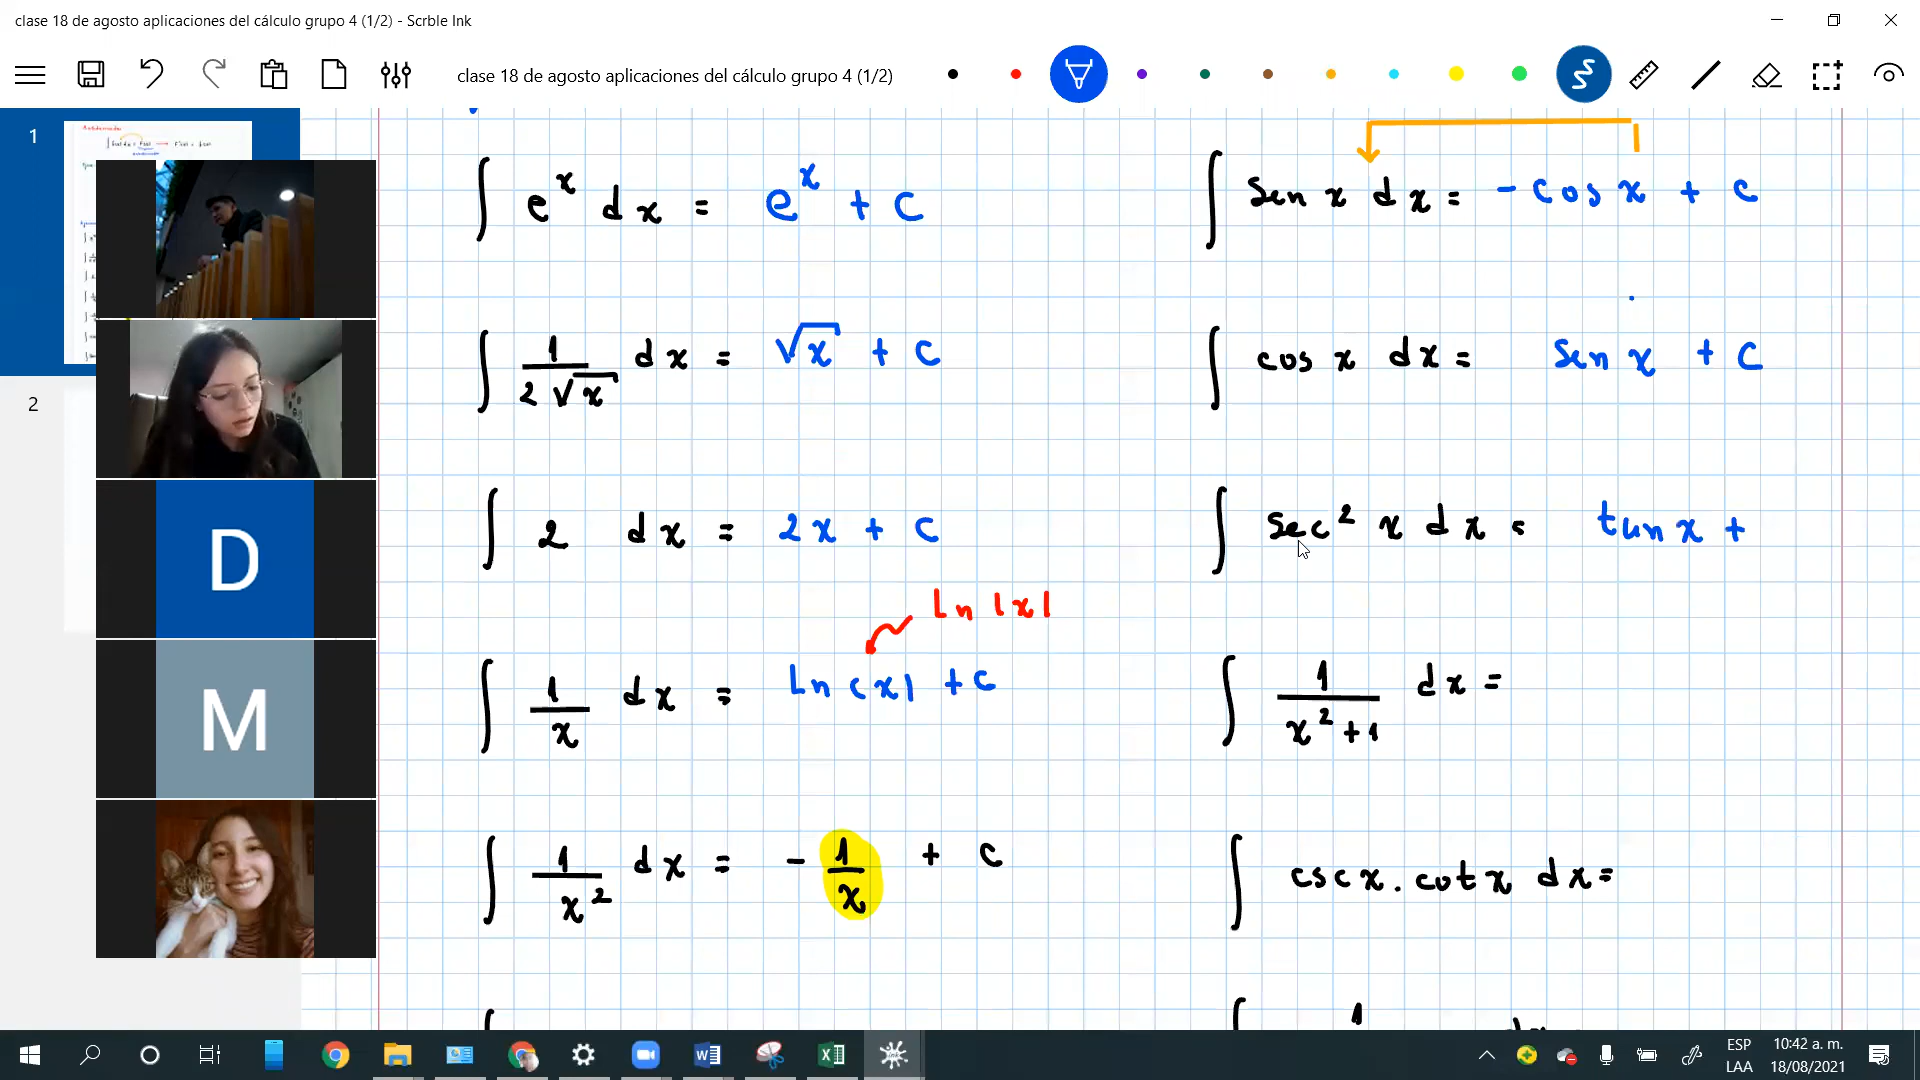 clase 18 de agosto aplicaciones del cálculo grupo 4 (1/2) - Scrble Ink
clase 18 de agosto aplicaciones del cálculo grupo 4 (1/2)
1
2
D
M
∫ e^x dx = e^x + c
∫ 1/(2√x) dx = √x + c
∫ 2 dx = 2x + c
ln |x|
∫ 1/x dx = Ln (x) + c
∫ 1/x² dx = - 1/x + c
∫ sen x dx = - cos x + c
∫ cos x dx = sen x + c
∫ sec² x dx = tan x +
∫ 1/(x² + 1) dx =
∫ csc x . cot x dx =
ESP
LAA
10:42 a. m.
18/08/2021